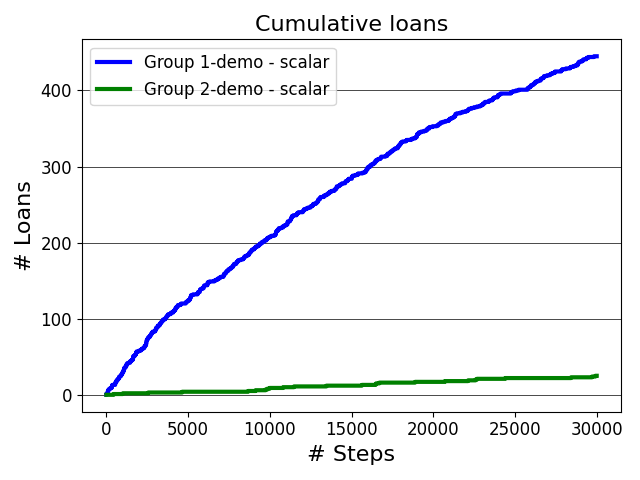 Cumulative loans
Group 1-demo - scalar
Group 2-demo - scalar
# Loans
400
300
200
100
0
0 5000 10000 15000 20000 25000 30000
# Steps